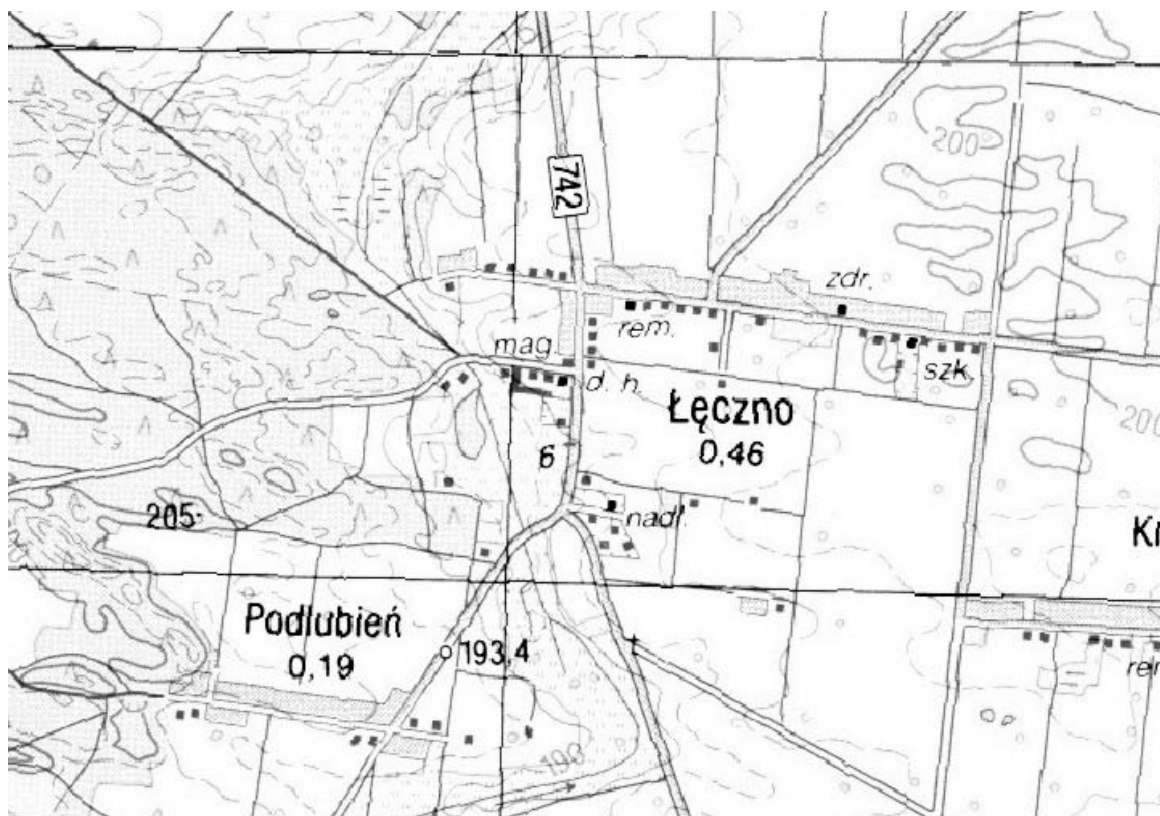 742
200
zdr.
rem.
mag.
szk.
d. h.
Łęczno
0,46
200
6
205
nadl.
Kr
Podlubień
0,19
193,4
rem
193